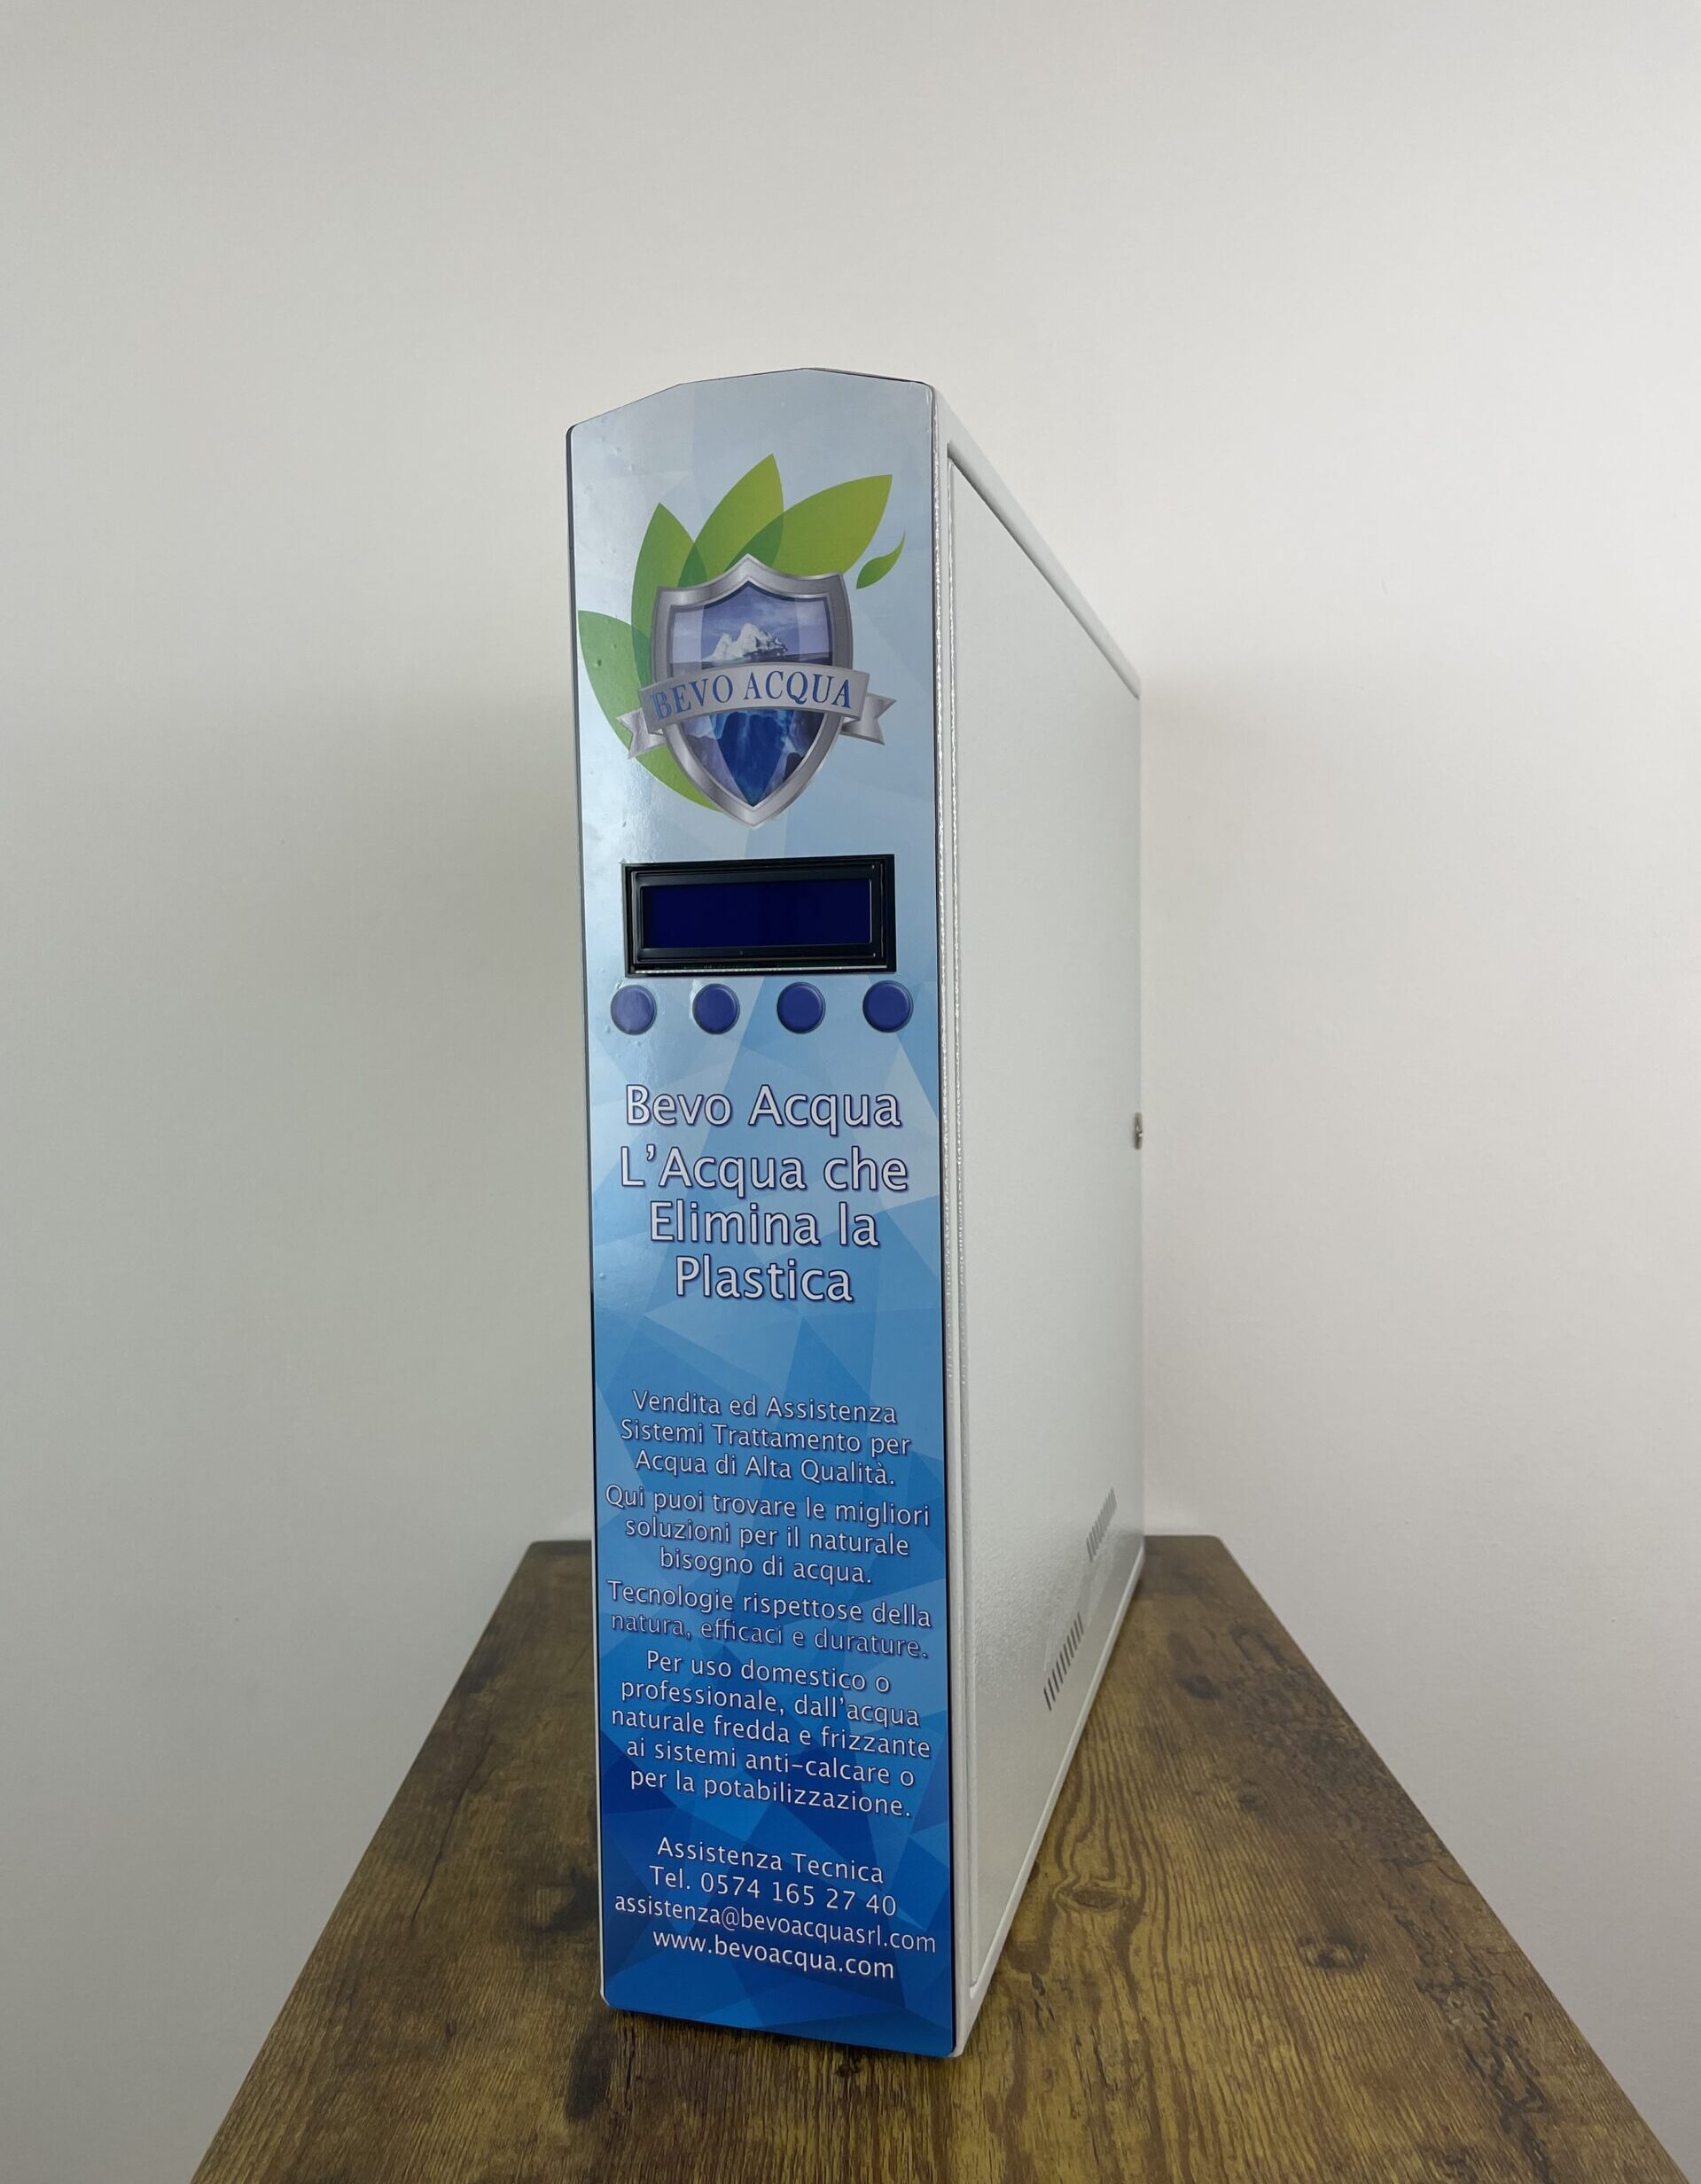 BEVO ACQUA
Bevo Acqua
L'Acqua che
Elimina la
Plastica
Vendita ed Assistenza
Sistemi Trattamento per
Acqua di Alta Qualità.
Qui puoi trovare le migliori
soluzioni per il naturale
bisogno di acqua.
Tecnologie rispettose della
natura, efficaci e durature.
Per uso domestico o
professionale, dall'acqua
naturale fredda e frizzante
ai sistemi anti-calcare o
per la potabilizzazione.
Assistenza Tecnica
Tel. 0574 165 27 40
assistenza@bevoacquasrl.com
www.bevoacqua.com